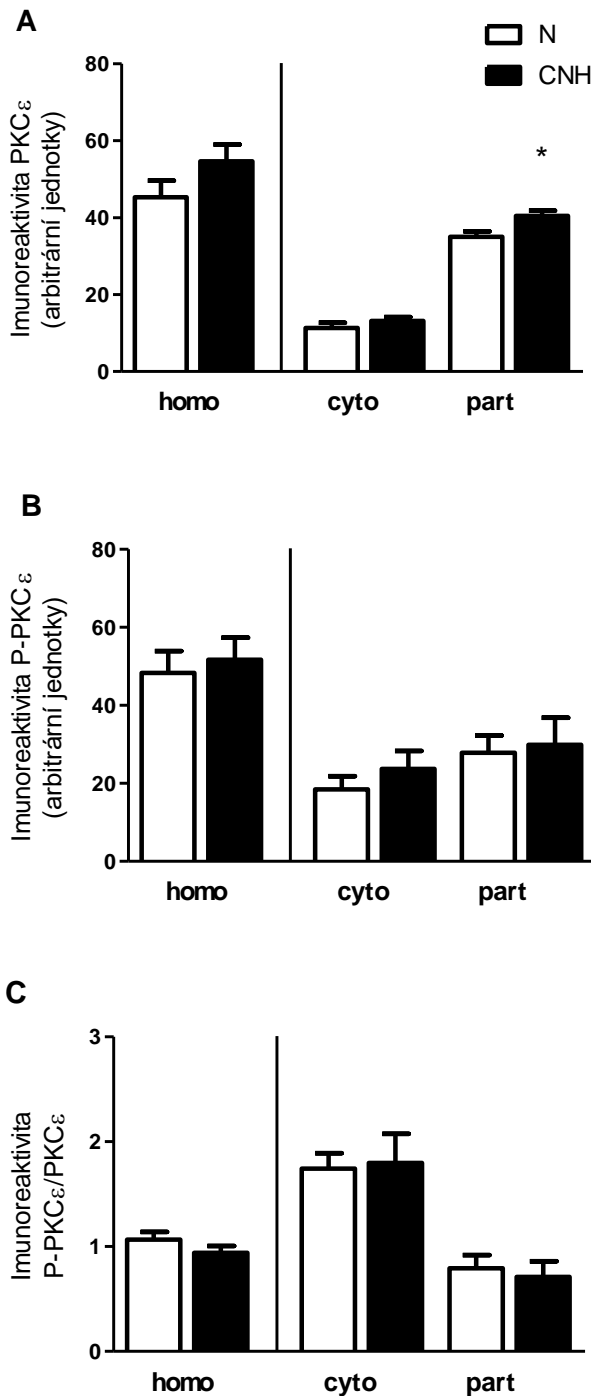 A
N
CNH
Imunoreaktivita PKCε
(arbitrární jednotky)
80
60
40
20
0
*
homo cyto part
B
Imunoreaktivita P-PKCε
(arbitrární jednotky)
80
60
40
20
0
homo cyto part
C
Imunoreaktivita
P-PKCε/PKCε
3
2
1
0
homo cyto part